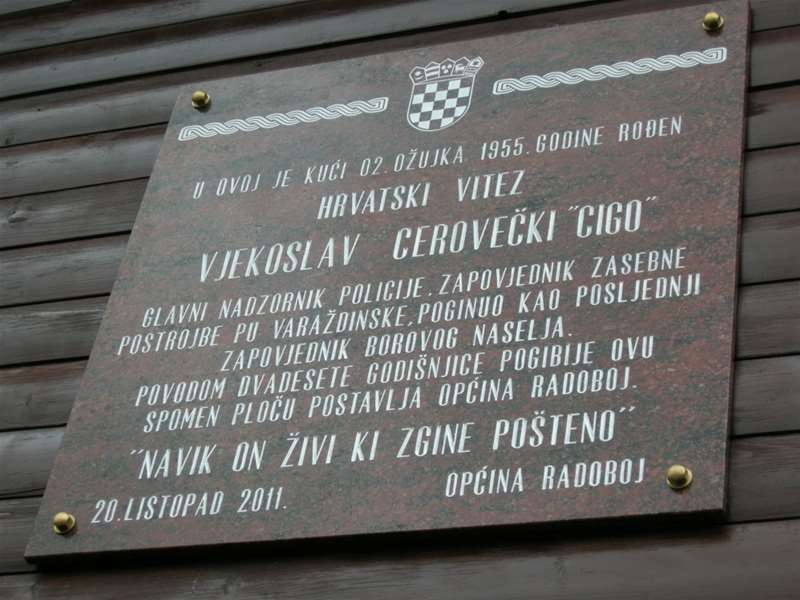 U OVOJ JE KUĆI 02.OŽUJKA 1955.GODINE ROĐEN
HRVATSKI VITEZ
VJEKOSLAV CEROVEČKI "CIGO"
GLAVNI NADZORNIK POLICIJE, ZAPOVJEDNIK ZASEBNE
POSTROJBE PU VARAŽDINSKE, POGINUO KAO POSLJEDNJI
ZAPOVJEDNIK BOROVOG NASELJA.
POVODOM DVADESETE GODIŠNJICE POGIBIJE OVU
SPOMEN PLOČU POSTAVLJA OPĆINA RADOBOJ.
"NAVIK ON ŽIVI KI ZGINE POŠTENO"
20.LISTOPAD 2011. OPĆINA RADOBOJ